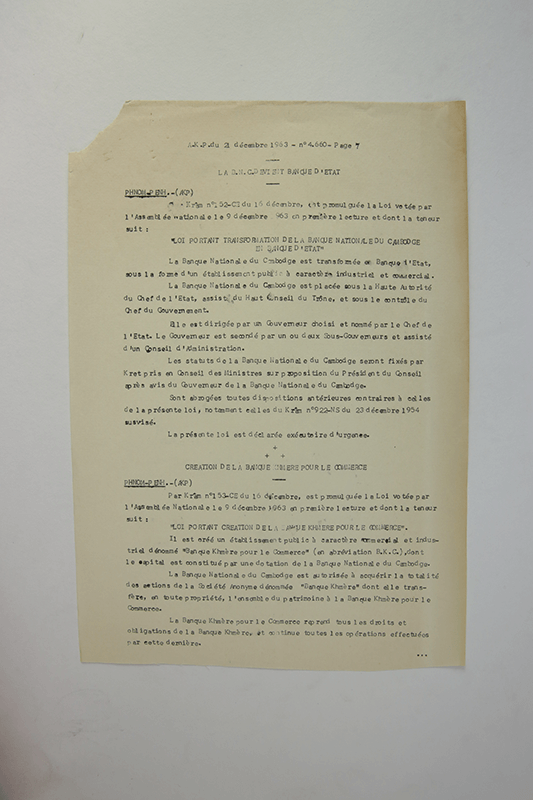 A.K.P. du 21 décembre 1963 - n°4.660- Page 7
LA B.N.C. DEVIENT BANQUE D'ETAT
PHNOM-PENH.-(AKP)
Par Krâm n°152-CE du 16 décembre, est promulguée la Loi votée par
l'Assemblée Nationale le 9 décembre 1963 en première lecture et dont la teneur
suit :
"LOI PORTANT TRANSFORMATION DE LA BANQUE NATIONALE DU CAMBODGE
EN BANQUE D'ETAT"
La Banque Nationale du Cambodge est transformée en Banque d'Etat,
sous la forme d'un établissement public à caractère industriel et commercial.
La Banque Nationale du Cambodge est placée sous la Haute Autorité
du Chef de l'Etat, assisté du Haut Conseil du Trône, et sous le contrôle du
Chef du Gouvernement.
Elle est dirigée par un Gouverneur choisi et nommé par le Chef de
l'Etat. Le Gouverneur est secondé par un ou deux Sous-Gouverneurs et assisté
d'un Conseil d'Administration.
Les statuts de la Banque Nationale du Cambodge seront fixés par
Kret pris en Conseil des Ministres sur proposition du Président du Conseil
après avis du Gouverneur de la Banque Nationale du Cambodge.
Sont abrogées toutes dispositions antérieures contraires à celles
de la présente loi, notamment celles du Krâm n°922-NS du 23 décembre 1954
susvisé.
La présente loi est déclarée exécutoire d'urgence.
+
+ +
CREATION DE LA BANQUE KHMERE POUR LE COMMERCE
PHNOM-PENH.-(AKP)
Par Krâm n°153-CE du 16 décembre, est promulguée la Loi votée par
l'Assemblée Nationale le 9 décembre 1963 en première lecture et dont la teneur
suit :
"LOI PORTANT CREATION DE LA BANQUE KHMERE POUR LE COMMERCE".
Il est créé un établissement public à caractère commercial et indus-
triel dénommé "Banque Khmère pour le Commerce" (en abréviation B.K.C.), dont
le capital est constitué par une dotation de la Banque Nationale du Cambodge.
La Banque Nationale du Cambodge est autorisée à acquérir la totalité
des actions de la Société Anonyme dénommée "Banque Khmère" dont elle trans-
fère, en toute propriété, l'ensemble du patrimoine à la Banque Khmère pour le
Commerce.
La Banque Khmère pour le Commerce reprend tous les droits et
obligations de la Banque Khmère, et continue toutes les opérations effectuées
par cette dernière.
...